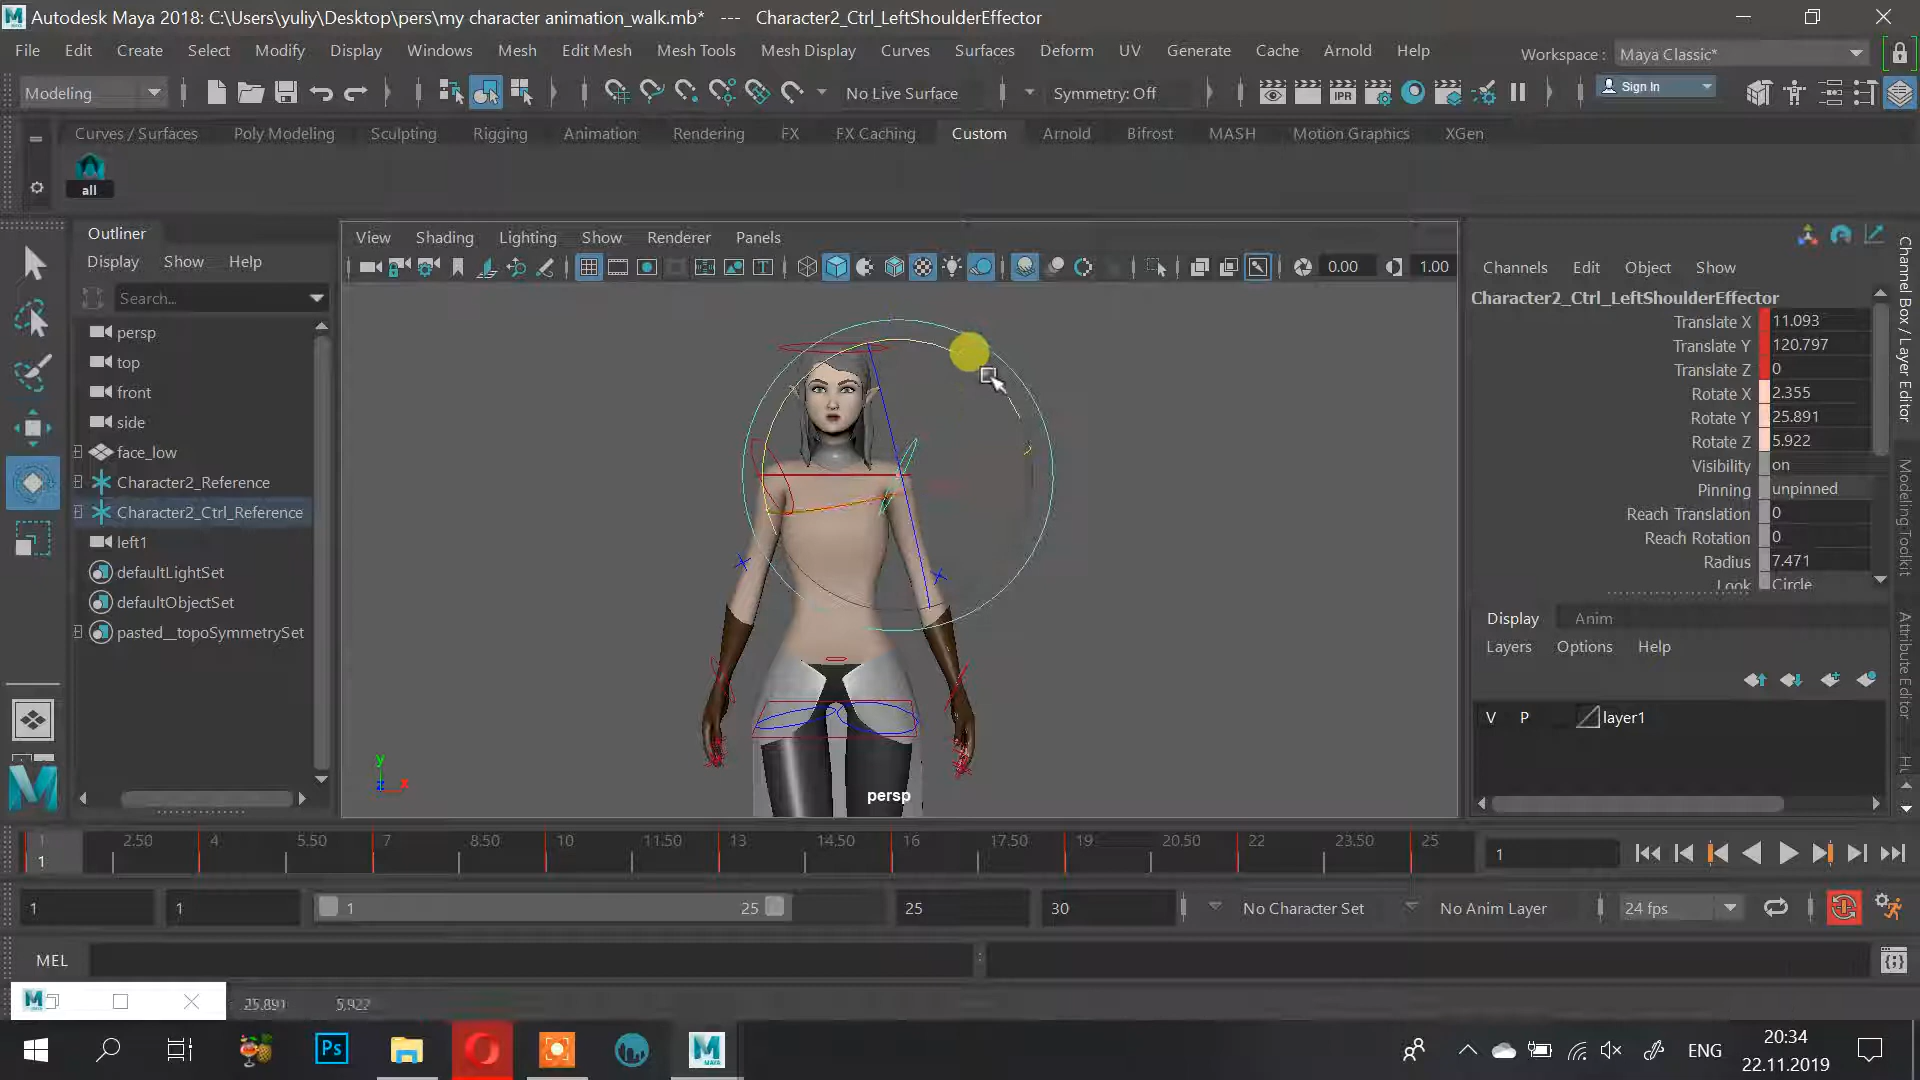 Autodesk Maya 2018: C:\Users\yuliy\Desktop\pers\my character animation_walk.mb* --- Character2_Ctrl_LeftShoulderEffector
File Edit Create Select Modify Display Windows Mesh Edit Mesh Mesh Tools Mesh Display Curves Surfaces Deform UV Generate Cache Arnold Help
Workspace : Maya Classic*
Modeling No Live Surface Symmetry: Off IPR Sign In
Curves / Surfaces Poly Modeling Sculpting Rigging Animation Rendering FX FX Caching Custom Arnold Bifrost MASH Motion Graphics XGen
all
Outliner
Display Show Help
Search...
persp
top
front
side
face_low
Character2_Reference
Character2_Ctrl_Reference
left1
defaultLightSet
defaultObjectSet
pasted__topoSymmetrySet
View Shading Lighting Show Renderer Panels
0.00 1.00
y
z x
persp
Channels Edit Object Show
Character2_Ctrl_LeftShoulderEffector
Translate X 11.093
Translate Y 120.797
Translate Z 0
Rotate X 2.355
Rotate Y 25.891
Rotate Z 5.922
Visibility on
Pinning unpinned
Reach Translation 0
Reach Rotation 0
Radius 7.471
Look Circle
Display Anim
Layers Options Help
V P layer1
Channel Box / Layer Editor
Modeling Toolkit
Attribute Editor
1 2.50 4 5.50 7 8.50 10 11.50 13 14.50 16 17.50 19 20.50 22 23.50 25
1
1
1 1 1 25 25 30 No Character Set No Anim Layer 24 fps
MEL
25.891 5.922
Ps
MAYA
ENG
20:34
22.11.2019